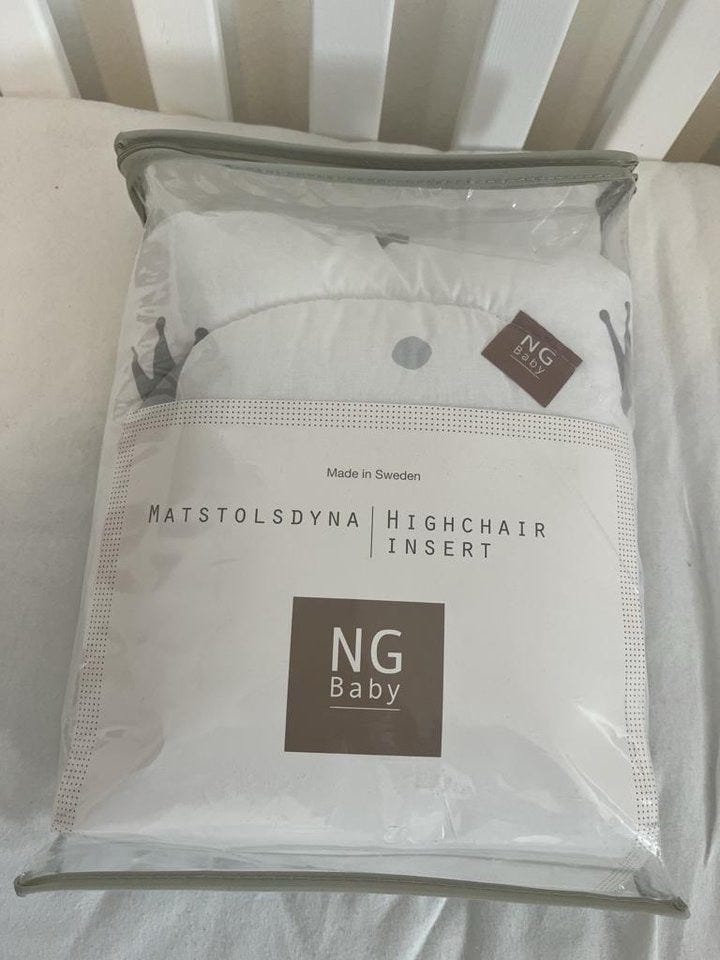 NG
Baby
Made in Sweden
MATSTOLSDYNA | HIGHCHAIR
INSERT
NG
Baby